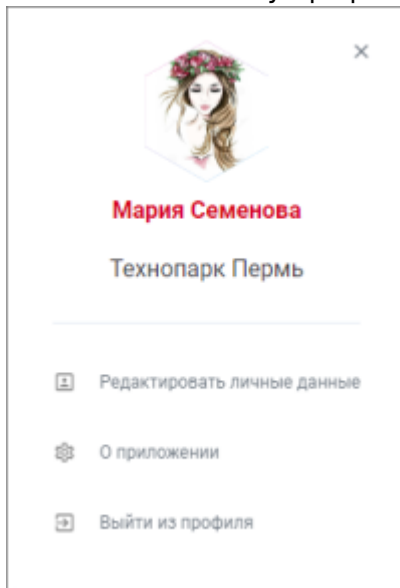 Мария Семенова
Технопарк Пермь
Редактировать личные данные
О приложении
Выйти из профиля